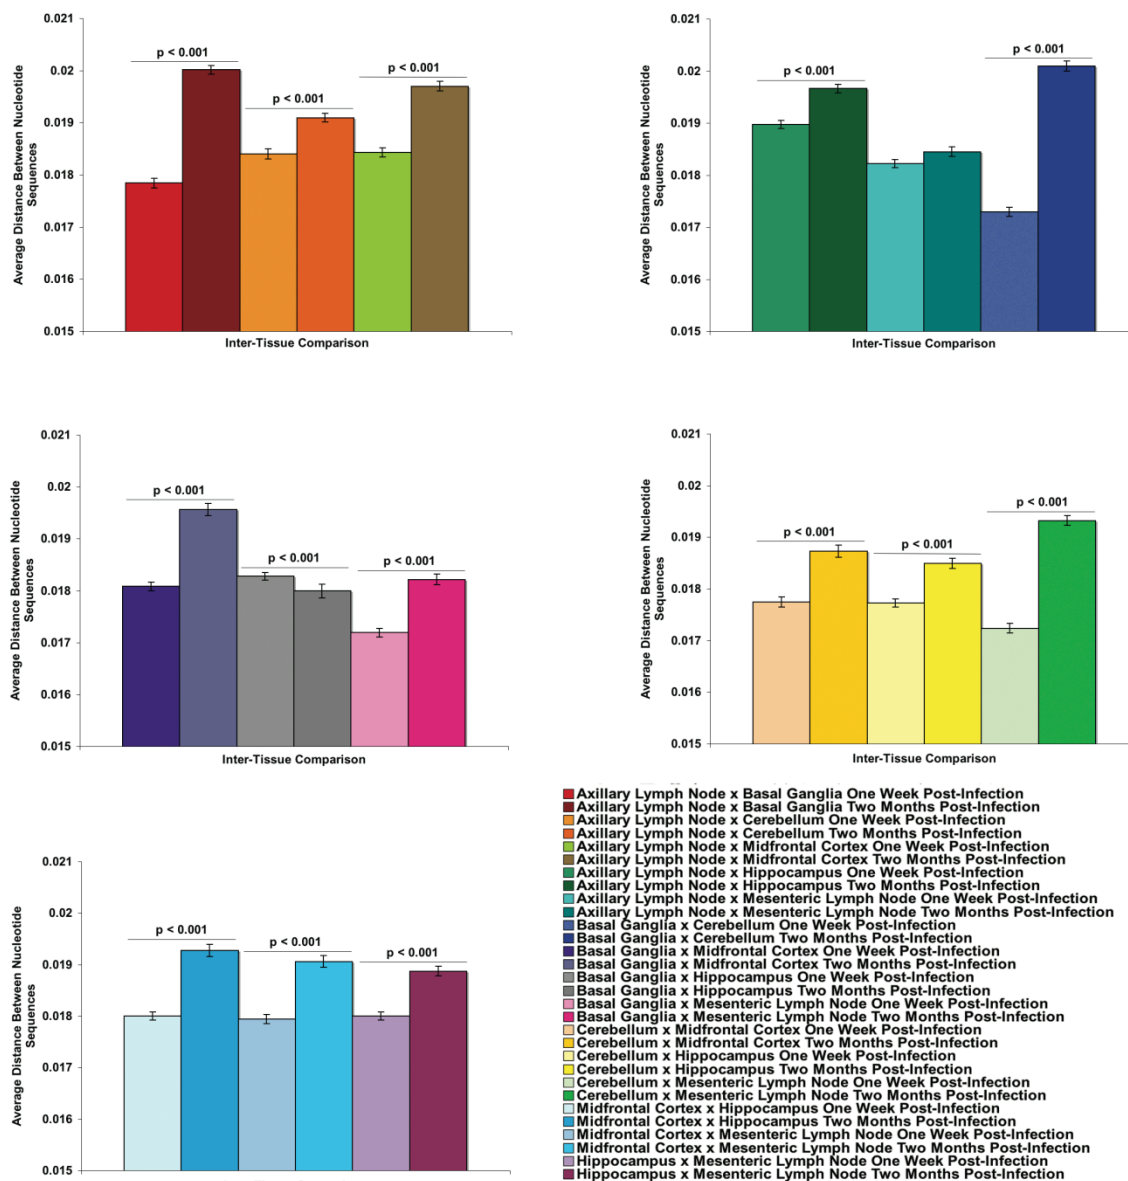 0.021
0.02
0.019
0.018
0.017
0.016
0.015
Average Distance Between Nucleotide
Sequences
p < 0.001
p < 0.001
p < 0.001
Inter-Tissue Comparison
0.021
0.02
0.019
0.018
0.017
0.016
0.015
Average Distance Between Nucleotide
Sequences
p < 0.001
p < 0.001
Inter-Tissue Comparison
0.021
0.02
0.019
0.018
0.017
0.016
0.015
Average Distance Between Nucleotide
Sequences
p < 0.001
p < 0.001
p < 0.001
Inter-Tissue Comparison
0.021
0.02
0.019
0.018
0.017
0.016
0.015
Average Distance Between Nucleotide
Sequences
p < 0.001
p < 0.001
p < 0.001
Inter-Tissue Comparison
0.021
0.02
0.019
0.018
0.017
0.016
0.015
Average Distance Between Nucleotide
Sequences
p < 0.001
p < 0.001
p < 0.001
Axillary Lymph Node x Basal Ganglia One Week Post-Infection
Axillary Lymph Node x Basal Ganglia Two Months Post-Infection
Axillary Lymph Node x Cerebellum One Week Post-Infection
Axillary Lymph Node x Cerebellum Two Months Post-Infection
Axillary Lymph Node x Midfrontal Cortex One Week Post-Infection
Axillary Lymph Node x Midfrontal Cortex Two Months Post-Infection
Axillary Lymph Node x Hippocampus One Week Post-Infection
Axillary Lymph Node x Hippocampus Two Months Post-Infection
Axillary Lymph Node x Mesenteric Lymph Node One Week Post-Infection
Axillary Lymph Node x Mesenteric Lymph Node Two Months Post-Infection
Basal Ganglia x Cerebellum One Week Post-Infection
Basal Ganglia x Cerebellum Two Months Post-Infection
Basal Ganglia x Midfrontal Cortex One Week Post-Infection
Basal Ganglia x Midfrontal Cortex Two Months Post-Infection
Basal Ganglia x Hippocampus One Week Post-Infection
Basal Ganglia x Hippocampus Two Months Post-Infection
Basal Ganglia x Mesenteric Lymph Node One Week Post-Infection
Basal Ganglia x Mesenteric Lymph Node Two Months Post-Infection
Cerebellum x Midfrontal Cortex One Week Post-Infection
Cerebellum x Midfrontal Cortex Two Months Post-Infection
Cerebellum x Hippocampus One Week Post-Infection
Cerebellum x Hippocampus Two Months Post-Infection
Cerebellum x Mesenteric Lymph Node One Week Post-Infection
Cerebellum x Mesenteric Lymph Node Two Months Post-Infection
Midfrontal Cortex x Hippocampus One Week Post-Infection
Midfrontal Cortex x Hippocampus Two Months Post-Infection
Midfrontal Cortex x Mesenteric Lymph Node One Week Post-Infection
Midfrontal Cortex x Mesenteric Lymph Node Two Months Post-Infection
Hippocampus x Mesenteric Lymph Node One Week Post-Infection
Hippocampus x Mesenteric Lymph Node Two Months Post-Infection